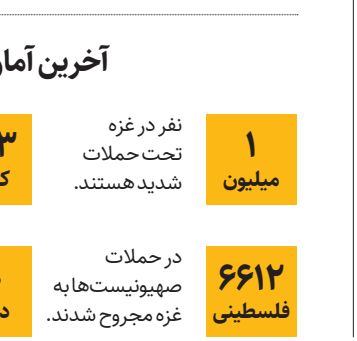 آخرین
۱
میلیون
نفر در غزه
تحت حملات
شدید هستند.
۶۶۱۲
فلسطینی
در حملات
صهیونیست‌ها به
غزه مجروح شدند.